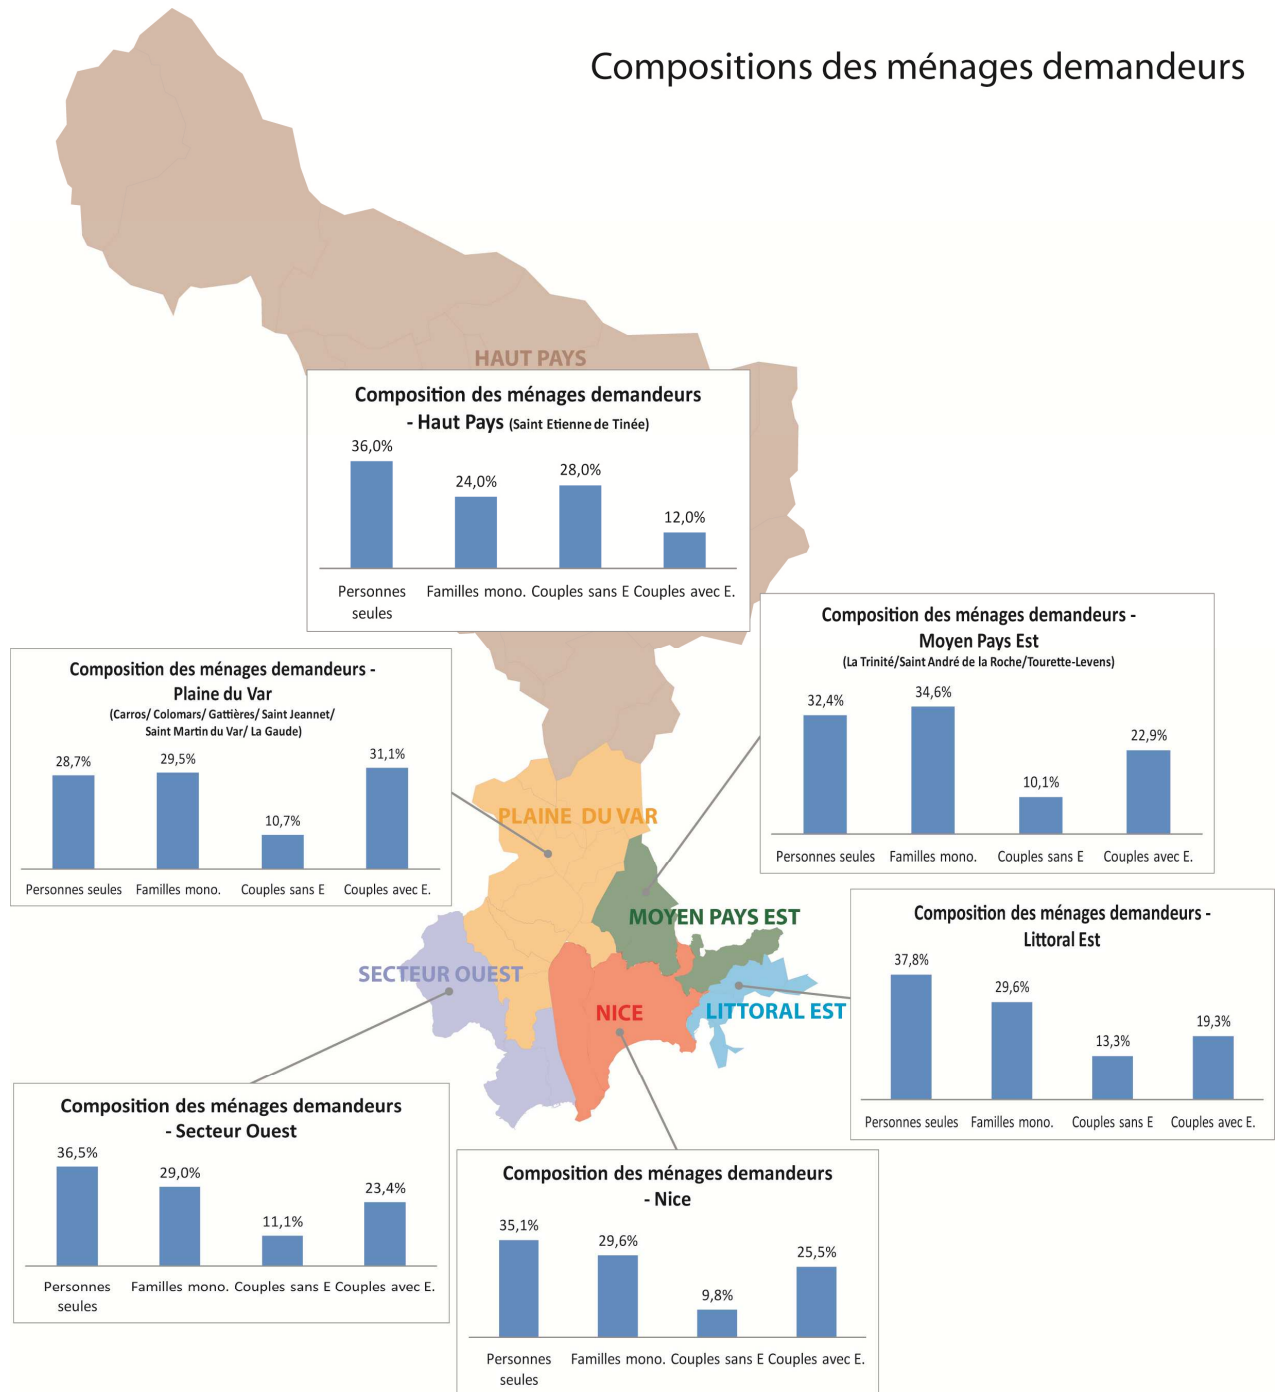 Compositions des ménages demandeurs
HAUT PAYS
Composition des ménages demandeurs
- Haut Pays (Saint Etienne de Tinée)
36,0%
24,0%
28,0%
12,0%
Personnes seules
Familles mono.
Couples sans E
Couples avec E.
Composition des ménages demandeurs -
Moyen Pays Est
(La Trinité/Saint André de la Roche/Tourette-Levens)
32,4%
34,6%
10,1%
22,9%
Personnes seules
Familles mono.
Couples sans E
Couples avec E.
Composition des ménages demandeurs -
Plaine du Var
(Carros/ Colomars/ Gattières/ Saint Jeannet/
Saint Martin du Var/ La Gaude)
28,7%
29,5%
10,7%
31,1%
Personnes seules
Familles mono.
Couples sans E
Couples avec E.
PLAINE DU VAR
MOYEN PAYS EST
SECTEUR OUEST
NICE
LITTORAL EST
Composition des ménages demandeurs -
Littoral Est
37,8%
29,6%
13,3%
19,3%
Personnes seules
Familles mono.
Couples sans E
Couples avec E.
Composition des ménages demandeurs
- Secteur Ouest
36,5%
29,0%
11,1%
23,4%
Personnes seules
Familles mono.
Couples sans E
Couples avec E.
Composition des ménages demandeurs
- Nice
35,1%
29,6%
9,8%
25,5%
Personnes seules
Familles mono.
Couples sans E
Couples avec E.